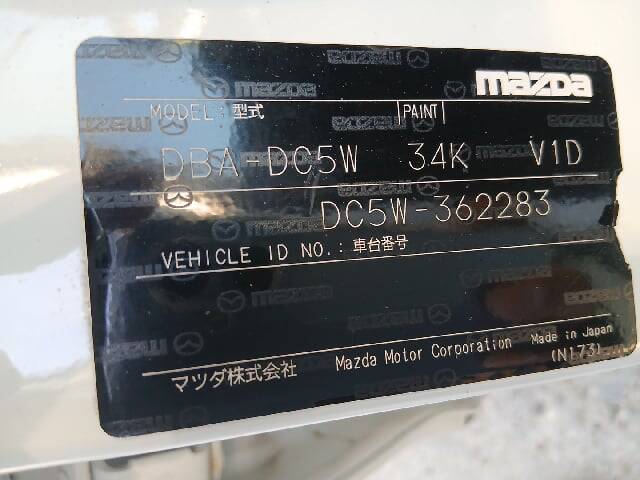 mazda
MODEL:型式 PAINT
DBA DC5W 34K V1D
DC5W-362283
VEHICLE ID NO.:車台番号
マツダ株式会社 Mazda Motor Corporation Made in Japan
(N173)